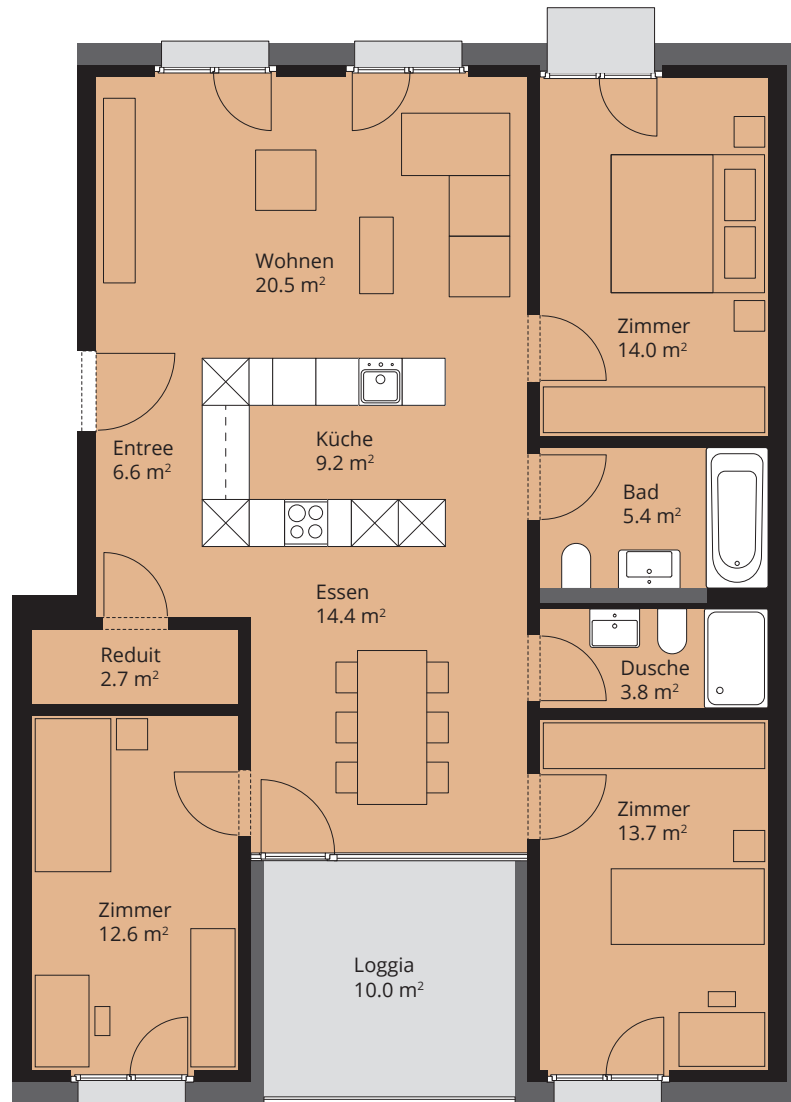 Wohnen
20.5 m²
Zimmer
14.0 m²
Entree
6.6 m²
Küche
9.2 m²
Bad
5.4 m²
Essen
14.4 m²
Reduit
2.7 m²
Dusche
3.8 m²
Zimmer
13.7 m²
Zimmer
12.6 m²
Loggia
10.0 m²